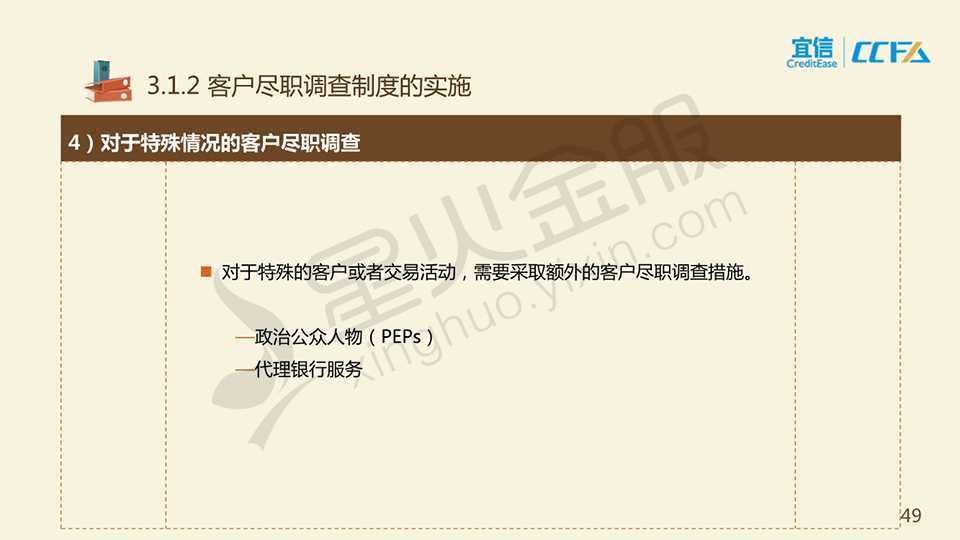 宜信
CreditEase
CCFA
3.1.2 客户尽职调查制度的实施
4）对于特殊情况的客户尽职调查
对于特殊的客户或者交易活动，需要采取额外的客户尽职调查措施。
—政治公众人物（PEPs）
—代理银行服务
星火金服
xinghuo.yixin.com
49